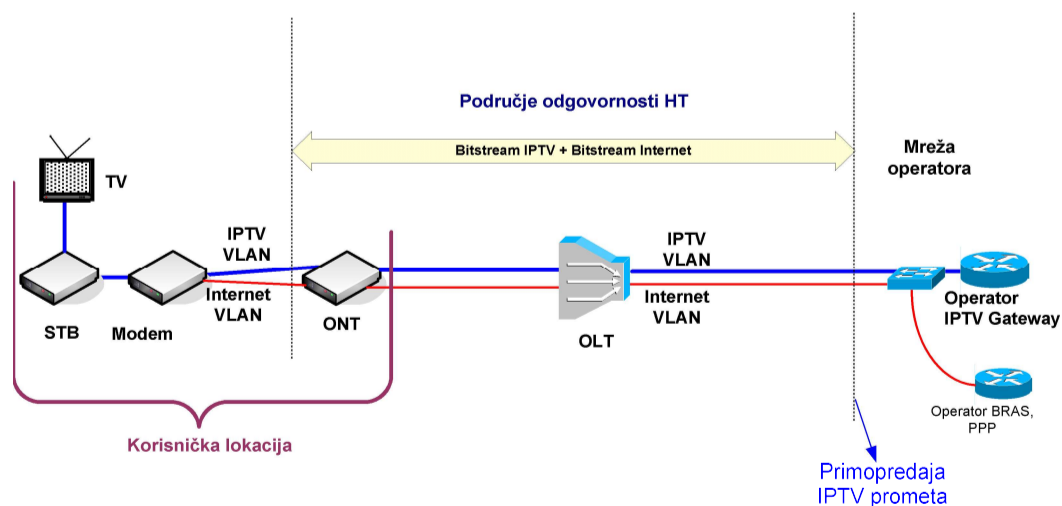 Područje odgovornosti HT
Bitstream IPTV + Bitstream Internet
Mreža
operatora
TV
IPTV
VLAN
IPTV
VLAN
Internet
VLAN
Internet
VLAN
STB
Modem
ONT
OLT
Operator
IPTV Gateway
Operator BRAS,
PPP
Korisnička lokacija
Primopredaja
IPTV prometa